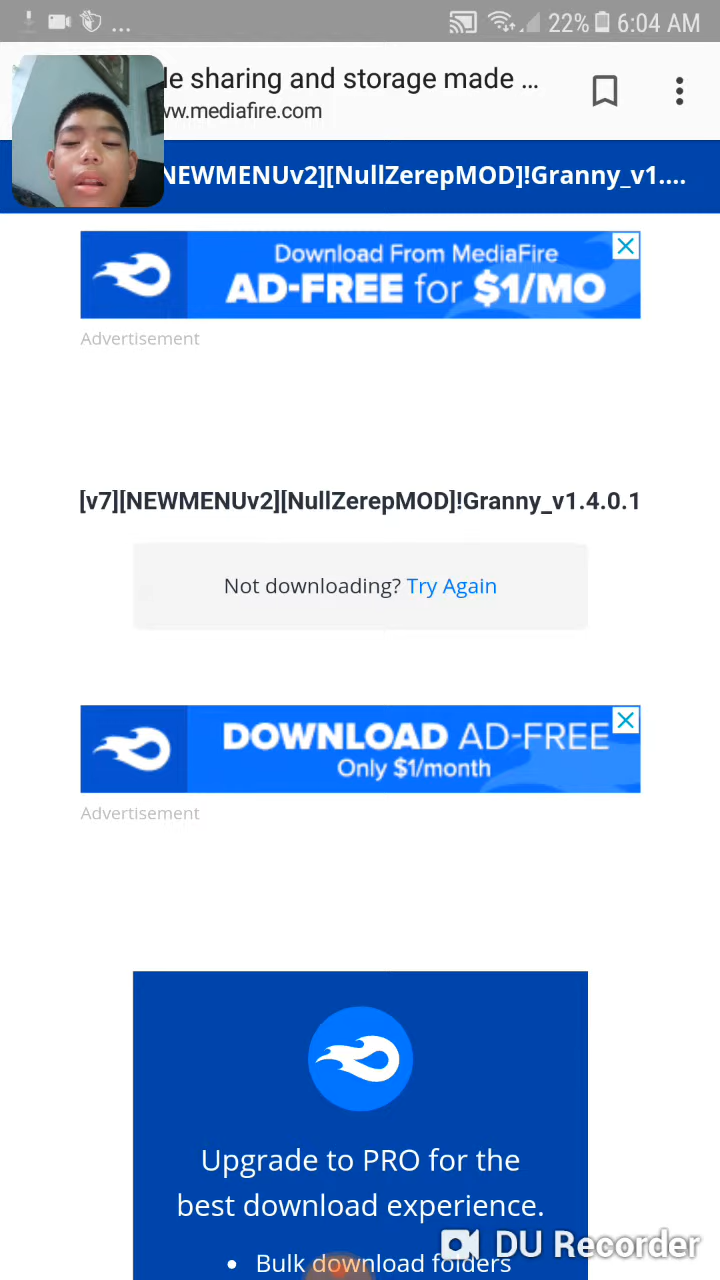 ... 22% 6:04 AM
le sharing and storage made ...
ww.mediafire.com
NEWMENUv2][NullZerepMOD]!Granny_v1....
Download From MediaFire
AD-FREE for $1/MO
Advertisement
[v7][NEWMENUv2][NullZerepMOD]!Granny_v1.4.0.1
Not downloading? Try Again
DOWNLOAD AD-FREE
Only $1/month
Advertisement
Upgrade to PRO for the
best download experience.
• Bulk download folders
DU Recorder